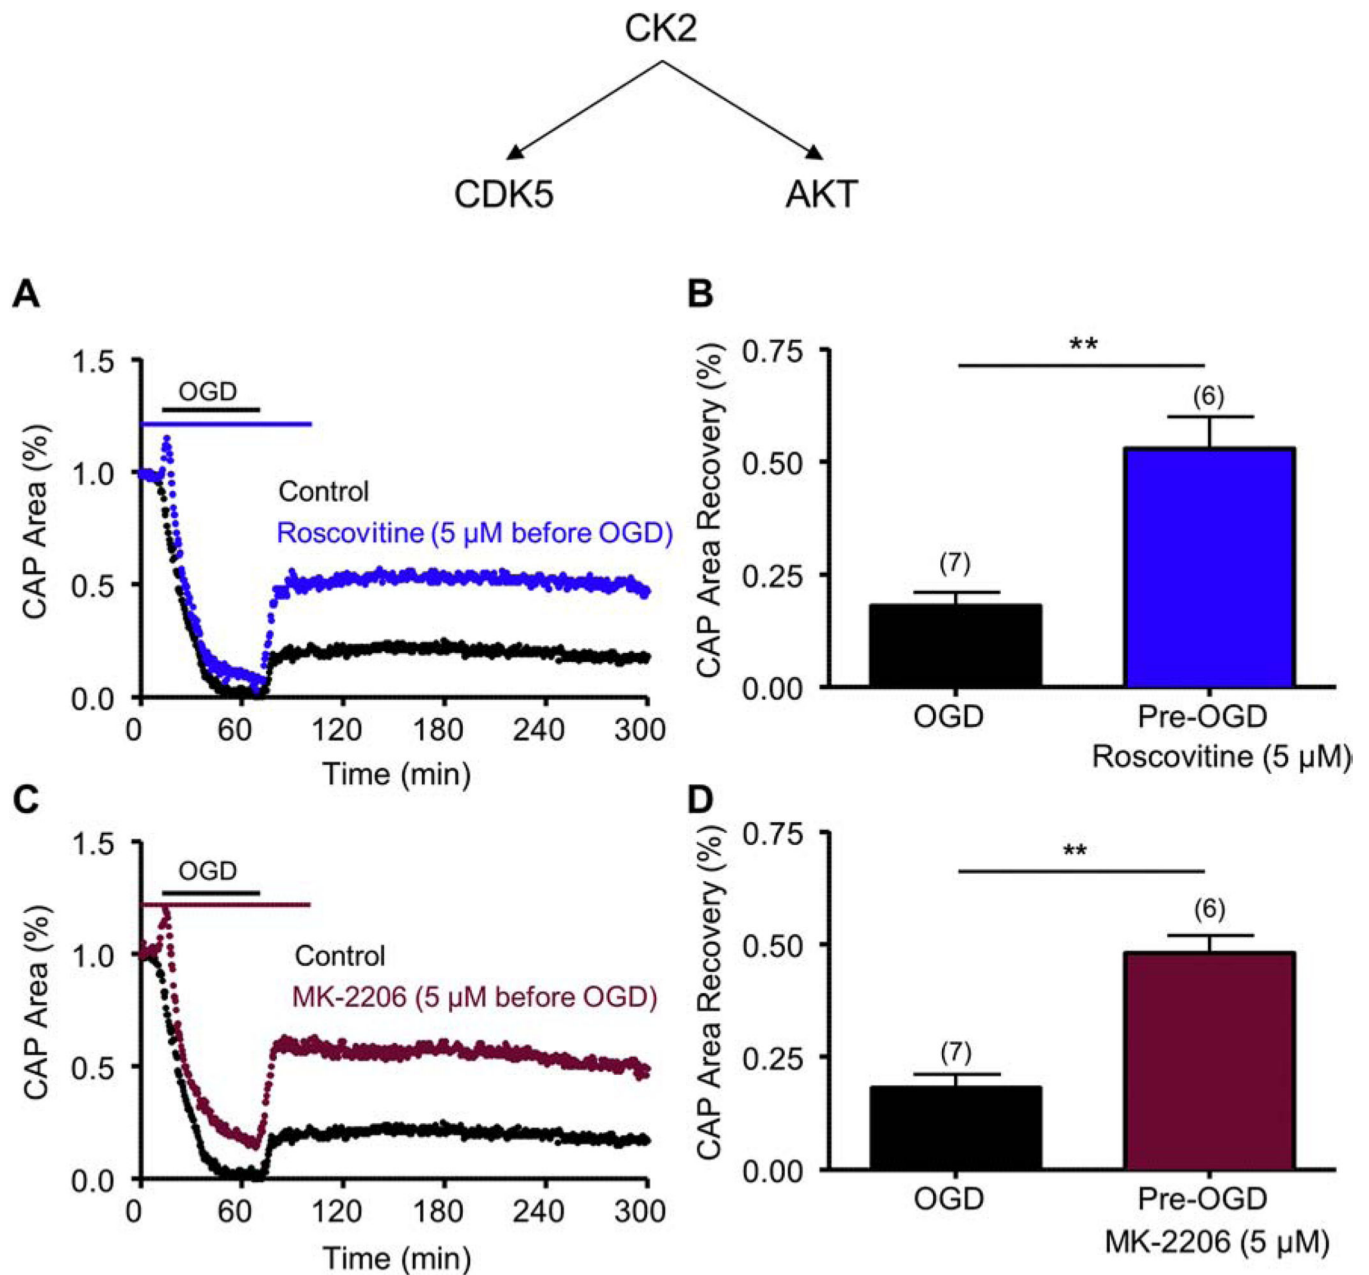 CK2
CDK5 AKT
A
CAP Area (%)
1.5
1.0
0.5
0.0
OGD
Control
Roscovitine (5 µM before OGD)
0 60 120 180 240 300
Time (min)
B
CAP Area Recovery (%)
0.75
0.50
0.25
0.00
**
(7)
(6)
OGD Pre-OGD
Roscovitine (5 µM)
C
CAP Area (%)
1.5
1.0
0.5
0.0
OGD
Control
MK-2206 (5 µM before OGD)
0 60 120 180 240 300
Time (min)
D
CAP Area Recovery (%)
0.75
0.50
0.25
0.00
**
(7)
(6)
OGD Pre-OGD
MK-2206 (5 µM)